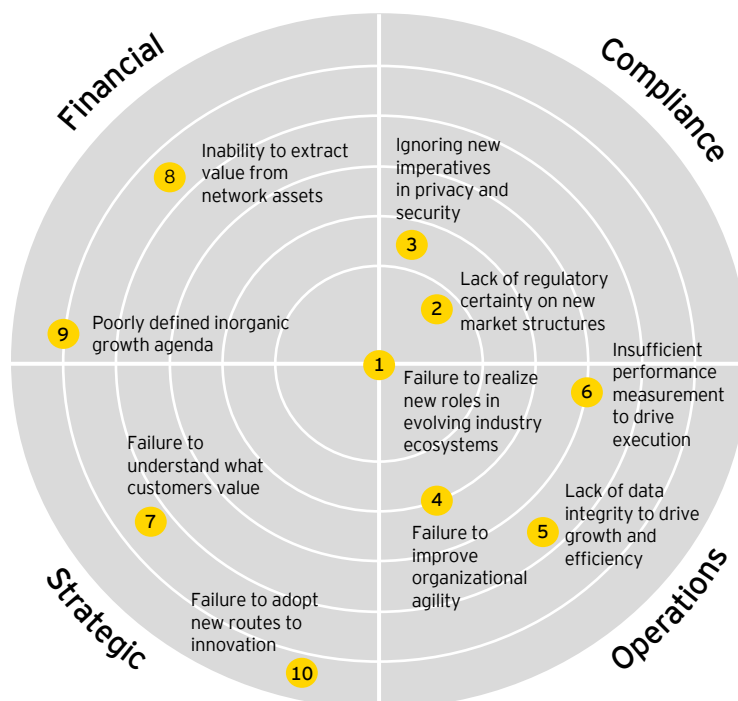 Financial
Compliance
8
Inability to extract
value from
network assets
Ignoring new
imperatives
in privacy and
security
3
2
Lack of regulatory
certainty on new
market structures
9
Poorly defined inorganic
growth agenda
1
Failure to realize
new roles in
evolving industry
ecosystems
Insufficient
performance
measurement
to drive
execution
6
Failure to
understand what
customers value
7
4
Failure to
improve
organizational
agility
Lack of data
integrity to drive
growth and
efficiency
5
Failure to adopt
new routes to
innovation
10
Strategic
Operations